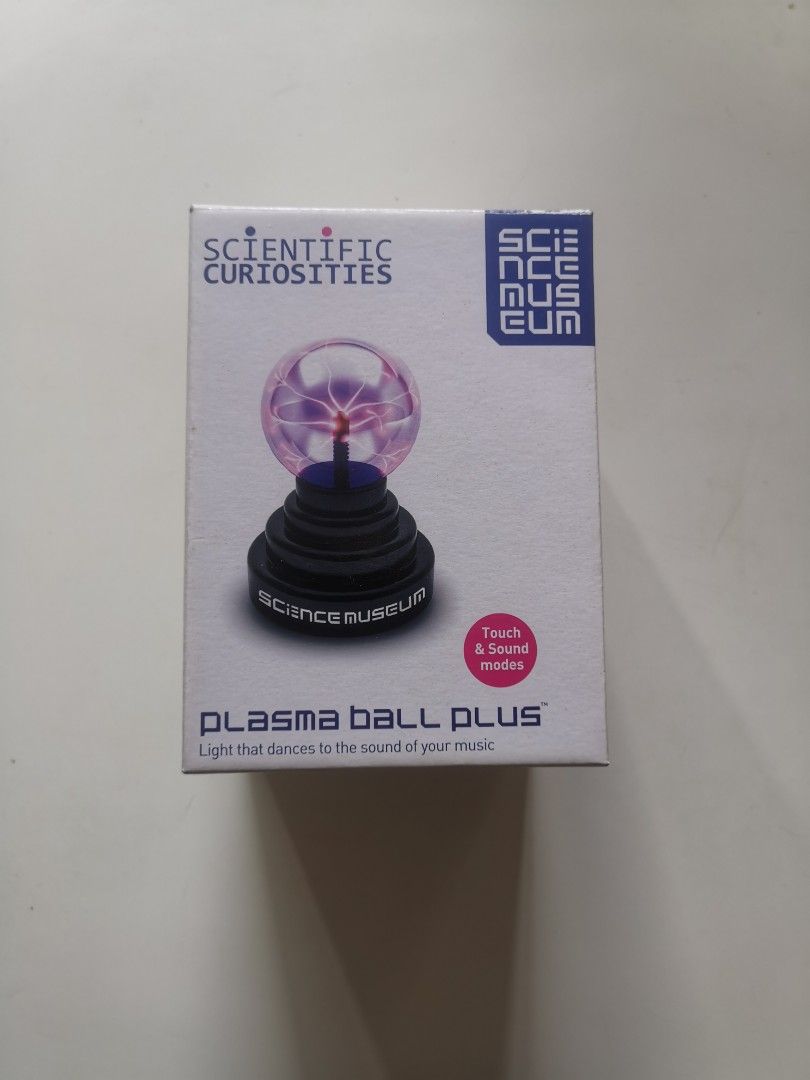 SCIENTIFIC
CURIOSITIES
SCIE
NCE
MUS
EUM
SCIENCE MUSEUM
Touch
& Sound
modes
plasma ball plus™
Light that dances to the sound of your music